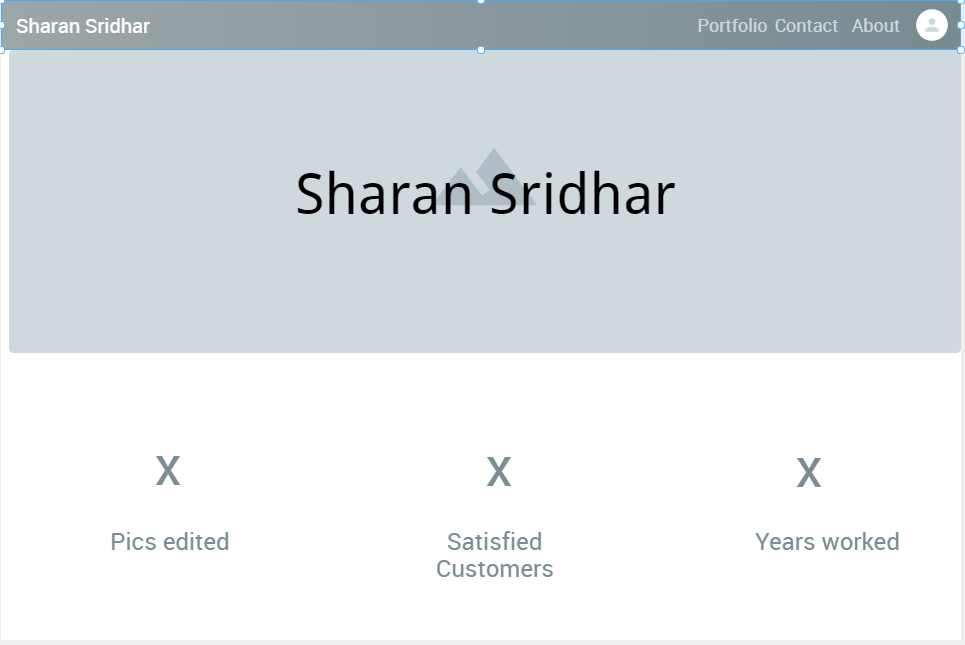 Sharan Sridhar
Portfolio Contact About
Sharan Sridhar
X
X
X
Pics edited
Satisfied
Customers
Years worked